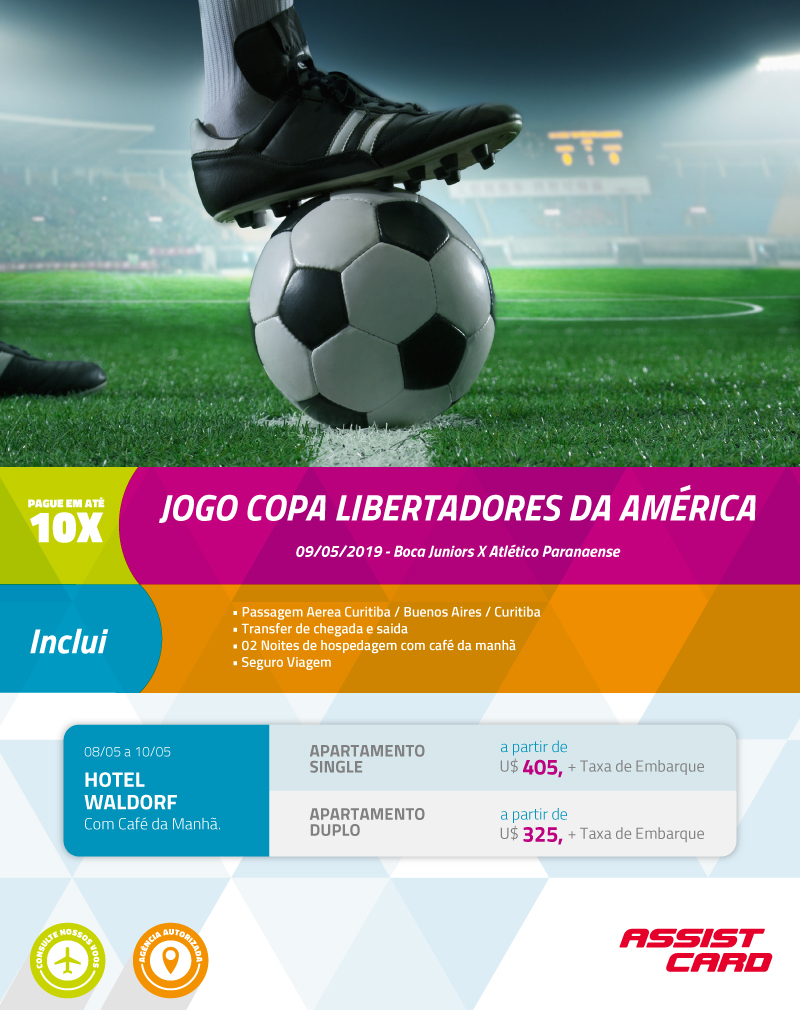 PAGUE EM ATÉ
10X
JOGO COPA LIBERTADORES DA AMÉRICA
09/05/2019 - Boca Juniors X Atlético Paranaense
Inclui
• Passagem Aerea Curitiba / Buenos Aires / Curitiba
• Transfer de chegada e saida
• 02 Noites de hospedagem com café da manhã
• Seguro Viagem
08/05 a 10/05
HOTEL
WALDORF
Com Café da Manhã.
APARTAMENTO
SINGLE
a partir de
U$ 405, + Taxa de Embarque
APARTAMENTO
DUPLO
a partir de
U$ 325, + Taxa de Embarque
CONSULTE NOSSOS VOOS
AGÊNCIA AUTORIZADA
ASSIST
CARD